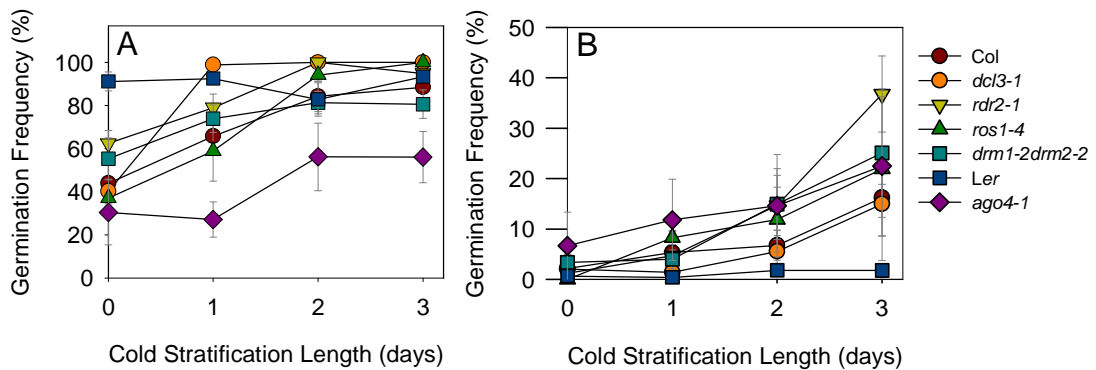 A
Germination Frequency (%)
100
80
60
40
20
0
0 1 2 3
Cold Stratification Length (days)
B
Germination Frequency (%)
50
40
30
20
10
0
0 1 2 3
Cold Stratification Length (days)
Col
dcl3-1
rdr2-1
ros1-4
drm1-2drm2-2
Ler
ago4-1